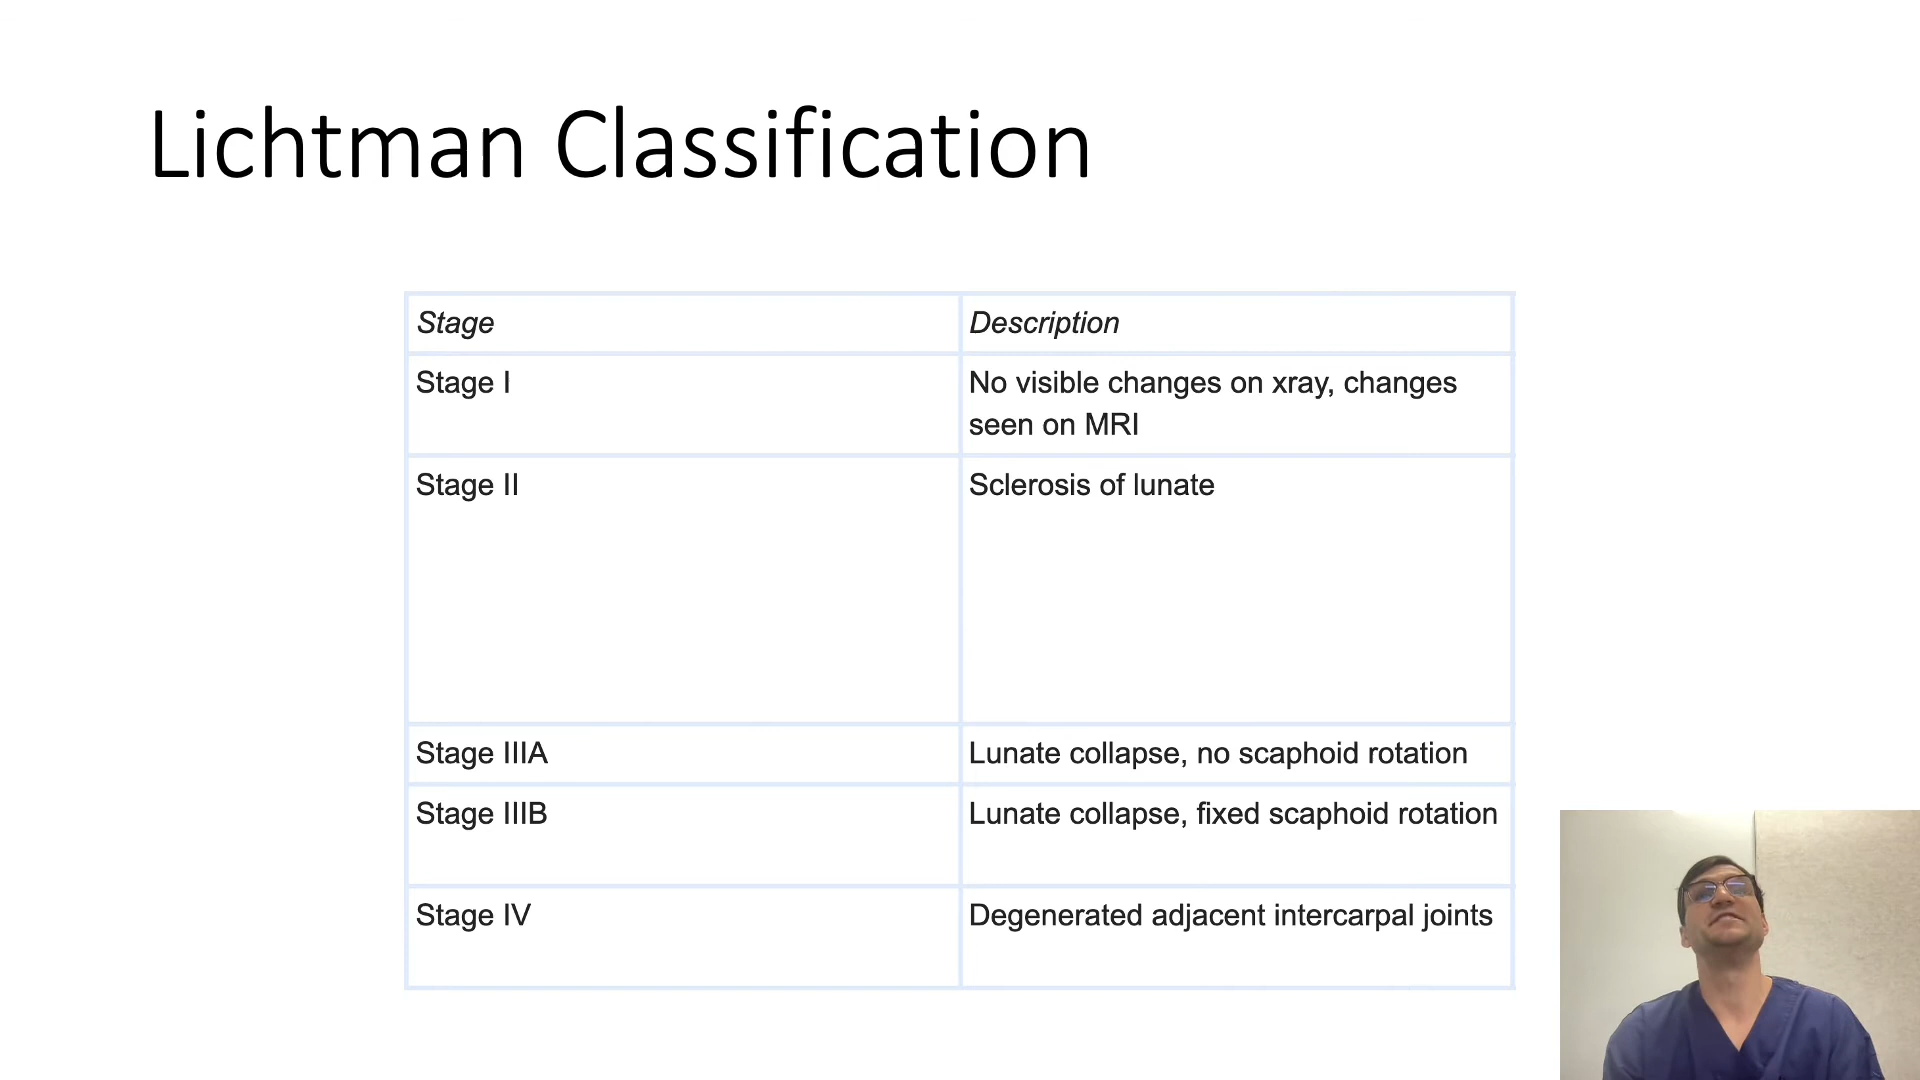 Lichtman Classification
Stage
Description
Stage I
No visible changes on xray, changes
seen on MRI
Stage II
Sclerosis of lunate
Stage IIIA
Lunate collapse, no scaphoid rotation
Stage IIIB
Lunate collapse, fixed scaphoid rotation
Stage IV
Degenerated adjacent intercarpal joints